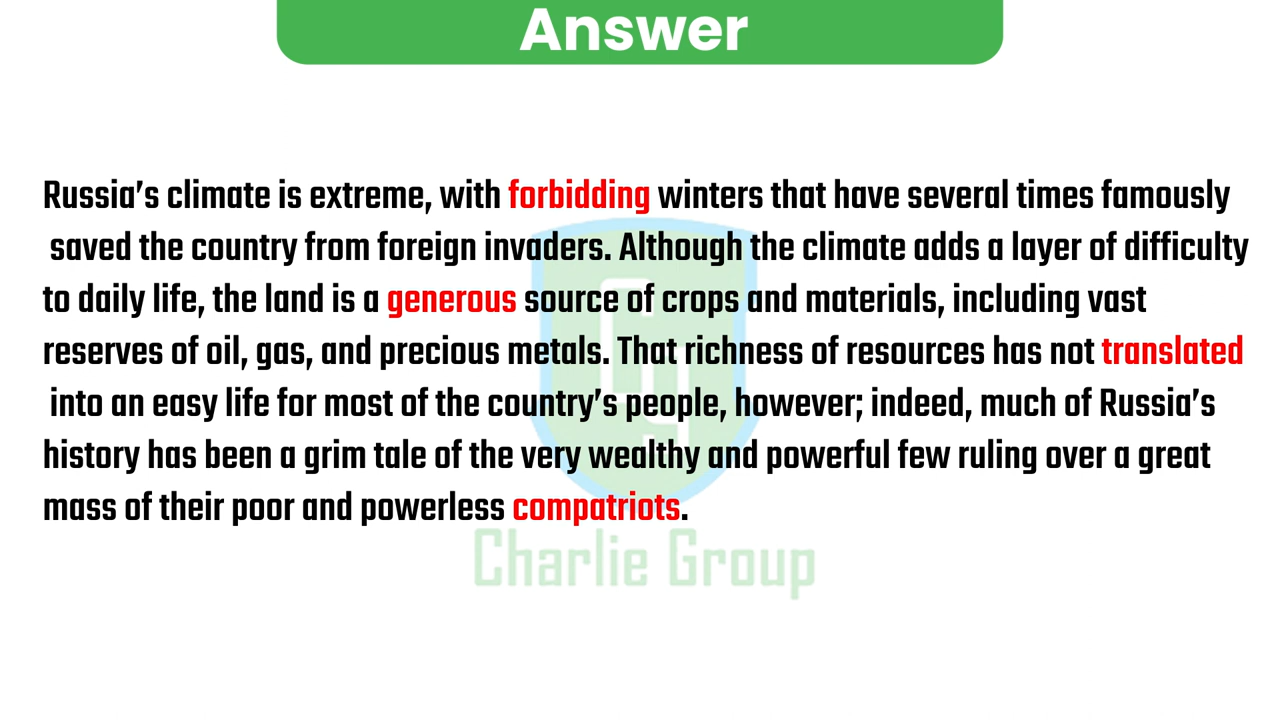 Answer
Russia’s climate is extreme, with forbidding winters that have several times famously
saved the country from foreign invaders. Although the climate adds a layer of difficulty
to daily life, the land is a generous source of crops and materials, including vast
reserves of oil, gas, and precious metals. That richness of resources has not translated
into an easy life for most of the country’s people, however; indeed, much of Russia’s
history has been a grim tale of the very wealthy and powerful few ruling over a great
mass of their poor and powerless compatriots.
Charlie Group